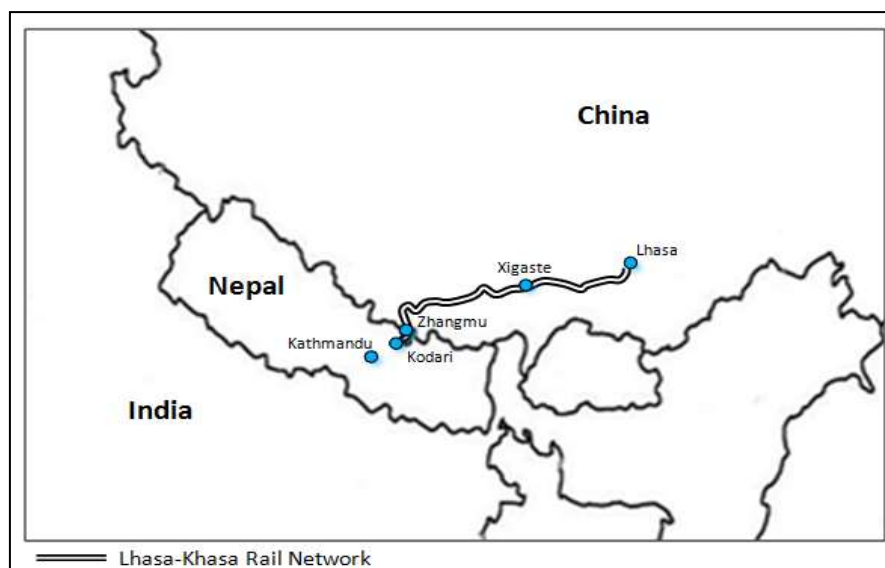 China
Lhasa
Xigaste
Nepal
Zhangmu
Kathmandu
Kodari
India
Lhasa-Khasa Rail Network